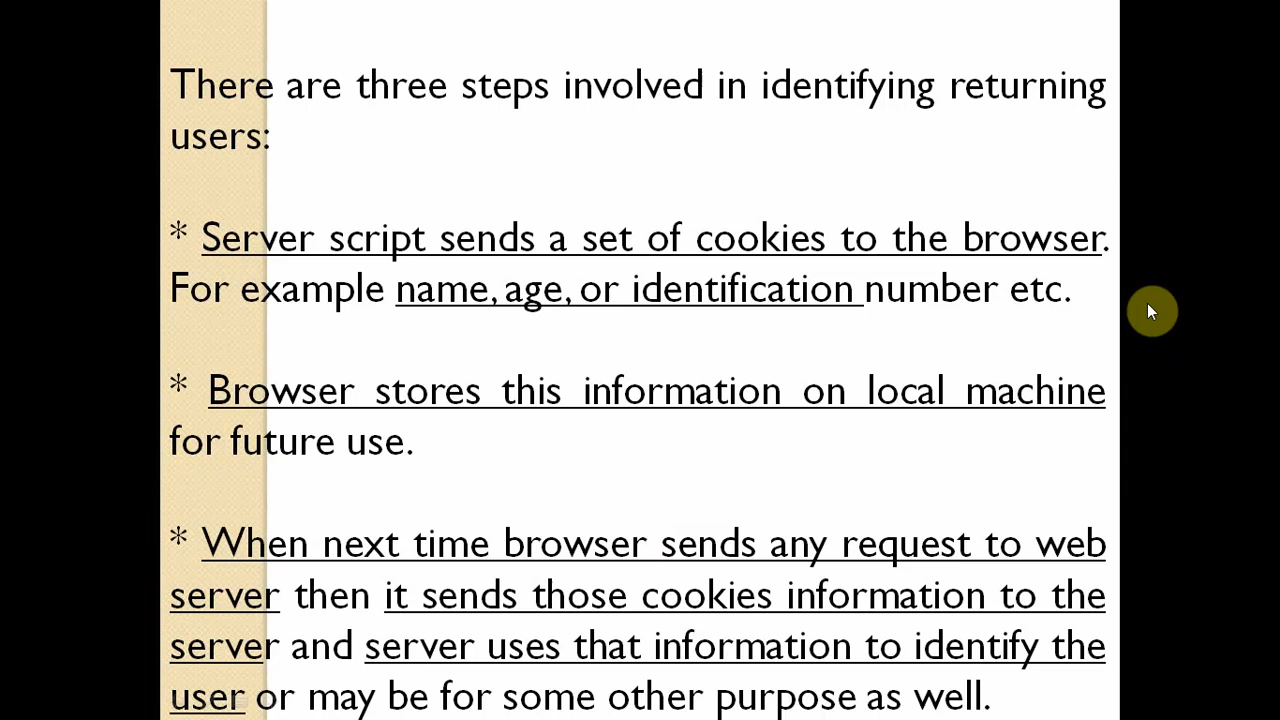 There are three steps involved in identifying returning
users:
* Server script sends a set of cookies to the browser.
For example name, age, or identification number etc.
* Browser stores this information on local machine
for future use.
* When next time browser sends any request to web
server then it sends those cookies information to the
server and server uses that information to identify the
user or may be for some other purpose as well.